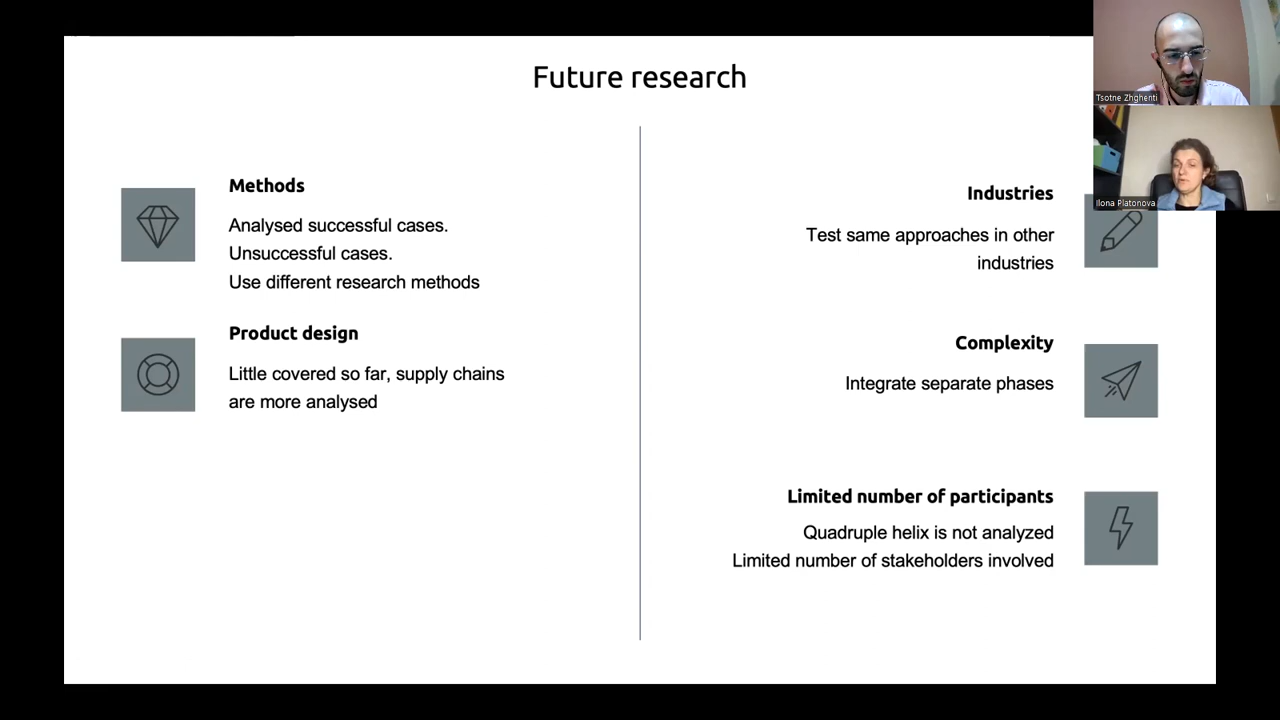 Future research
Methods
Analysed successful cases.
Unsuccessful cases.
Use different research methods
Product design
Little covered so far, supply chains
are more analysed
Industries
Test same approaches in other
industries
Complexity
Integrate separate phases
Limited number of participants
Quadruple helix is not analyzed
Limited number of stakeholders involved
Tsotne Zhghenti
Ilona Platonova